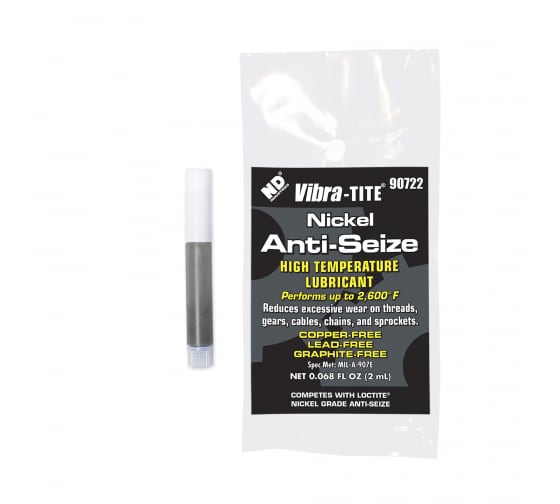 ND Vibra-TITE® 90722
Nickel
Anti-Seize
HIGH TEMPERATURE
LUBRICANT
Performs up to 2,600° F
Reduces excessive wear on threads,
gears, cables, chains, and sprockets.
COPPER-FREE
LEAD-FREE
GRAPHITE-FREE
Spec Met: MIL-A-907E
NET 0.068 FL OZ (2 mL)
COMPETES WITH LOCTITE®
NICKEL GRADE ANTI-SEIZE